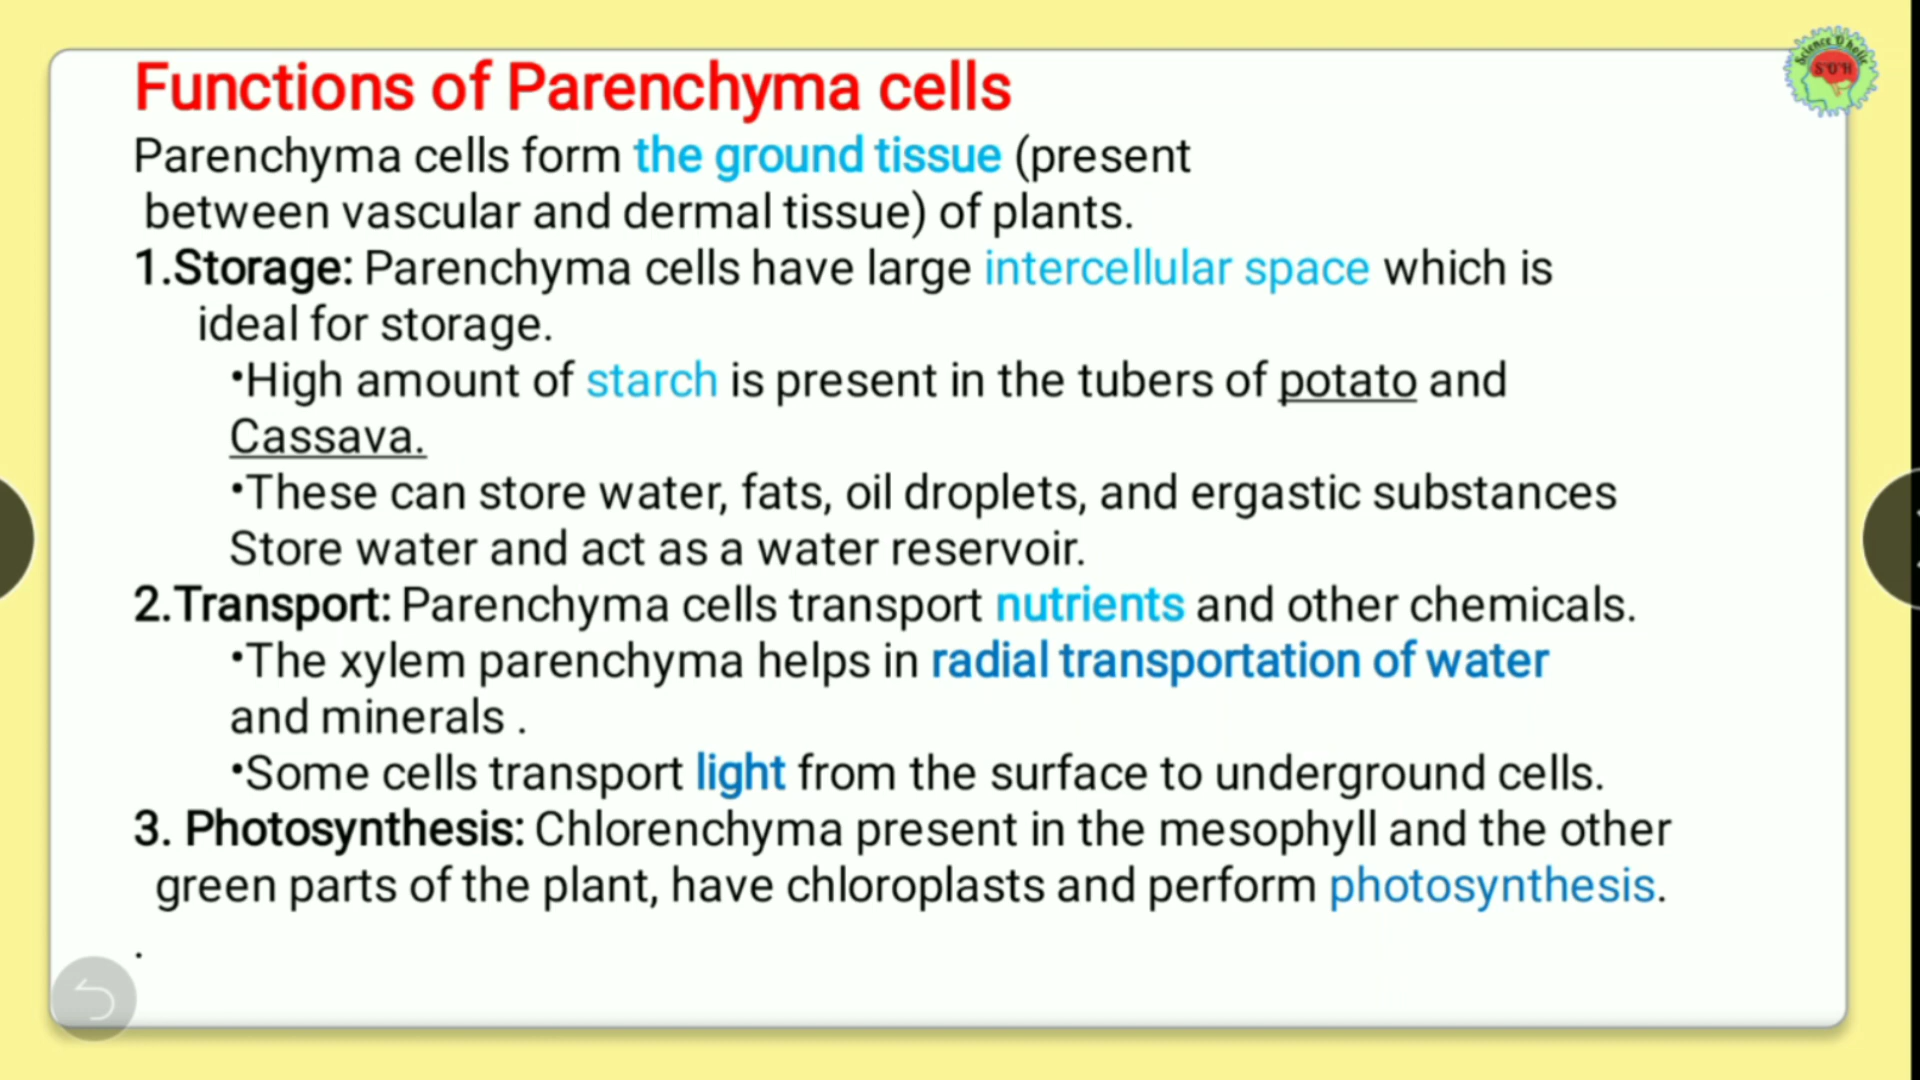 Functions of Parenchyma cells
Science O'holic
S'O'H
Parenchyma cells form the ground tissue (present
between vascular and dermal tissue) of plants.
1.Storage: Parenchyma cells have large intercellular space which is
ideal for storage.
•High amount of starch is present in the tubers of potato and
Cassava.
•These can store water, fats, oil droplets, and ergastic substances
Store water and act as a water reservoir.
2.Transport: Parenchyma cells transport nutrients and other chemicals.
•The xylem parenchyma helps in radial transportation of water
and minerals .
•Some cells transport light from the surface to underground cells.
3. Photosynthesis: Chlorenchyma present in the mesophyll and the other
green parts of the plant, have chloroplasts and perform photosynthesis.
.